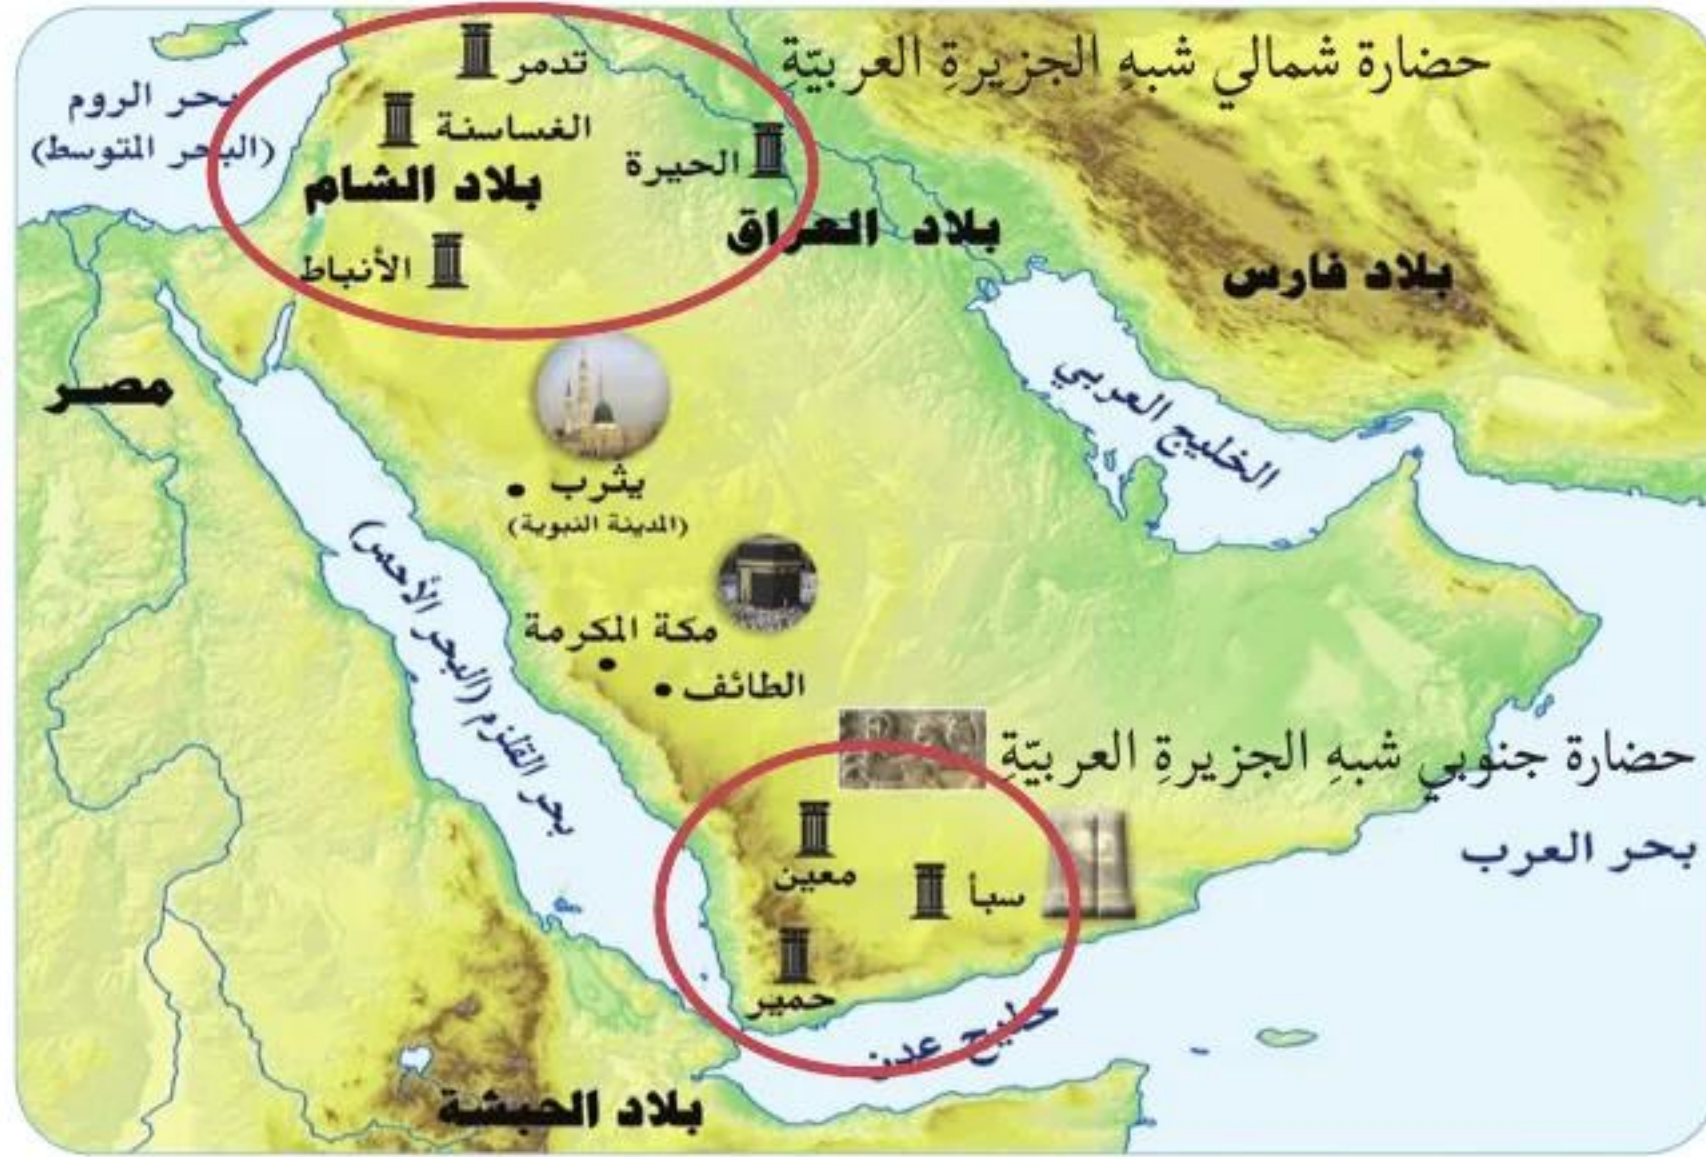 حضارة شمالي شبهِ الجزيرةِ العربيّةِ
تدمر
بحر الروم
(البحر المتوسط)
الغساسنة
الحيرة
بلاد الشام
بلاد العراق
الأنباط
بلاد فارس
مصر
الخليج العربي
يثرب
(المدينة النبوية)
مكة المكرمة
الطائف
بحر القلزم (البحر الأحمر)
حضارة جنوبي شبهِ الجزيرةِ العربيّةِ
بحر العرب
معين
سبأ
حمير
خليج عدن
بلاد الحبشة